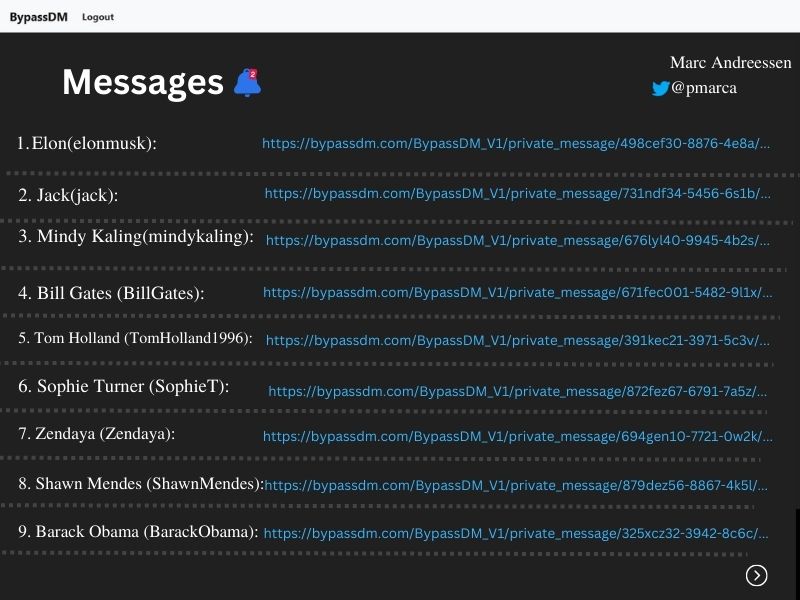 BypassDM Logout
Marc Andreessen
Messages 2
@pmarca
1. Elon(elonmusk): https://bypassdm.com/BypassDM_V1/private_message/498cef30-8876-4e8a/...
2. Jack(jack): https://bypassdm.com/BypassDM_V1/private_message/731ndf34-5456-6s1b/...
3. Mindy Kaling(mindykaling): https://bypassdm.com/BypassDM_V1/private_message/676lyl40-9945-4b2s/...
4. Bill Gates (BillGates): https://bypassdm.com/BypassDM_V1/private_message/671fec001-5482-9l1x/...
5. Tom Holland (TomHolland1996): https://bypassdm.com/BypassDM_V1/private_message/391kec21-3971-5c3v/...
6. Sophie Turner (SophieT): https://bypassdm.com/BypassDM_V1/private_message/872fez67-6791-7a5z/...
7. Zendaya (Zendaya): https://bypassdm.com/BypassDM_V1/private_message/694gen10-7721-0w2k/...
8. Shawn Mendes (ShawnMendes): https://bypassdm.com/BypassDM_V1/private_message/879dez56-8867-4k5l/...
9. Barack Obama (BarackObama): https://bypassdm.com/BypassDM_V1/private_message/325xcz32-3942-8c6c/...